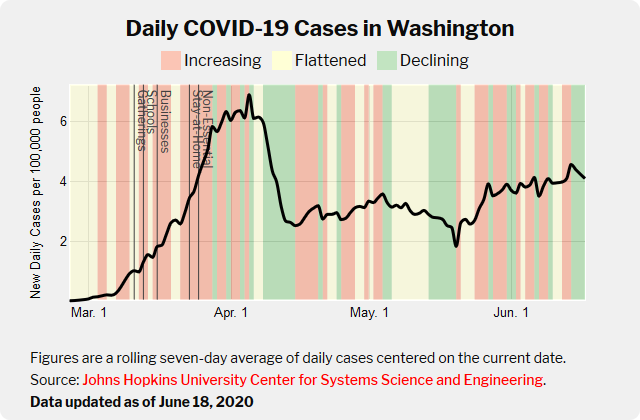 Daily COVID-19 Cases in Washington
Increasing Flattened Declining
New Daily Cases per 100,000 people
6
4
2
Gatherings
Schools
Businesses
Stay-at-Home
Non-Essential
Mar. 1 Apr. 1 May. 1 Jun. 1
Figures are a rolling seven-day average of daily cases centered on the current date.
Source: Johns Hopkins University Center for Systems Science and Engineering.
Data updated as of June 18, 2020